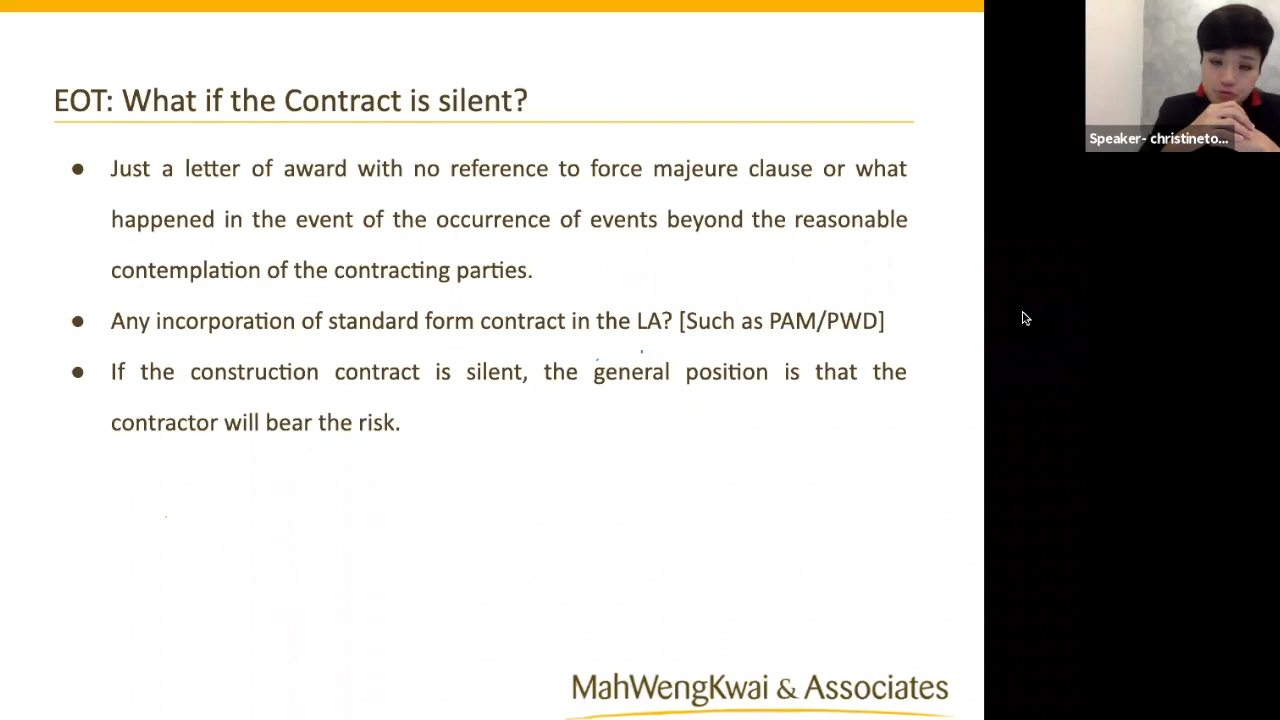 EOT: What if the Contract is silent?
● Just a letter of award with no reference to force majeure clause or what
happened in the event of the occurrence of events beyond the reasonable
contemplation of the contracting parties.
● Any incorporation of standard form contract in the LA? [Such as PAM/PWD]
● If the construction contract is silent, the general position is that the
contractor will bear the risk.
MahWengKwai & Associates
Speaker- christineto...